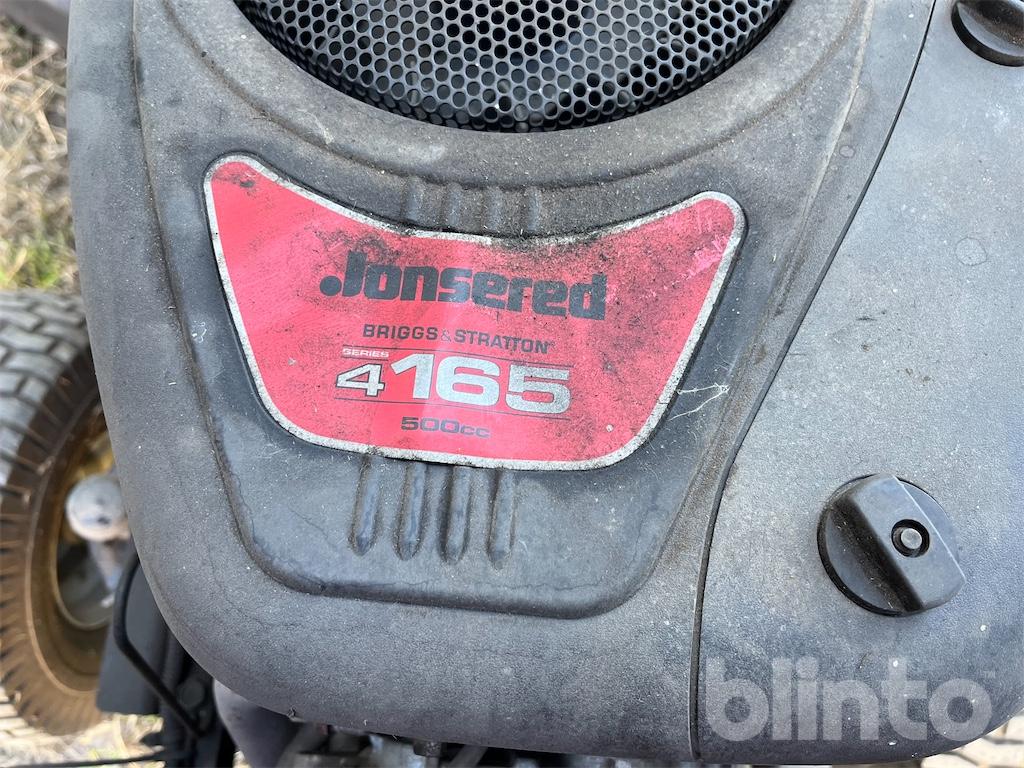 Jonsered
BRIGGS & STRATTON
SERIES
4165
500cc
blinto